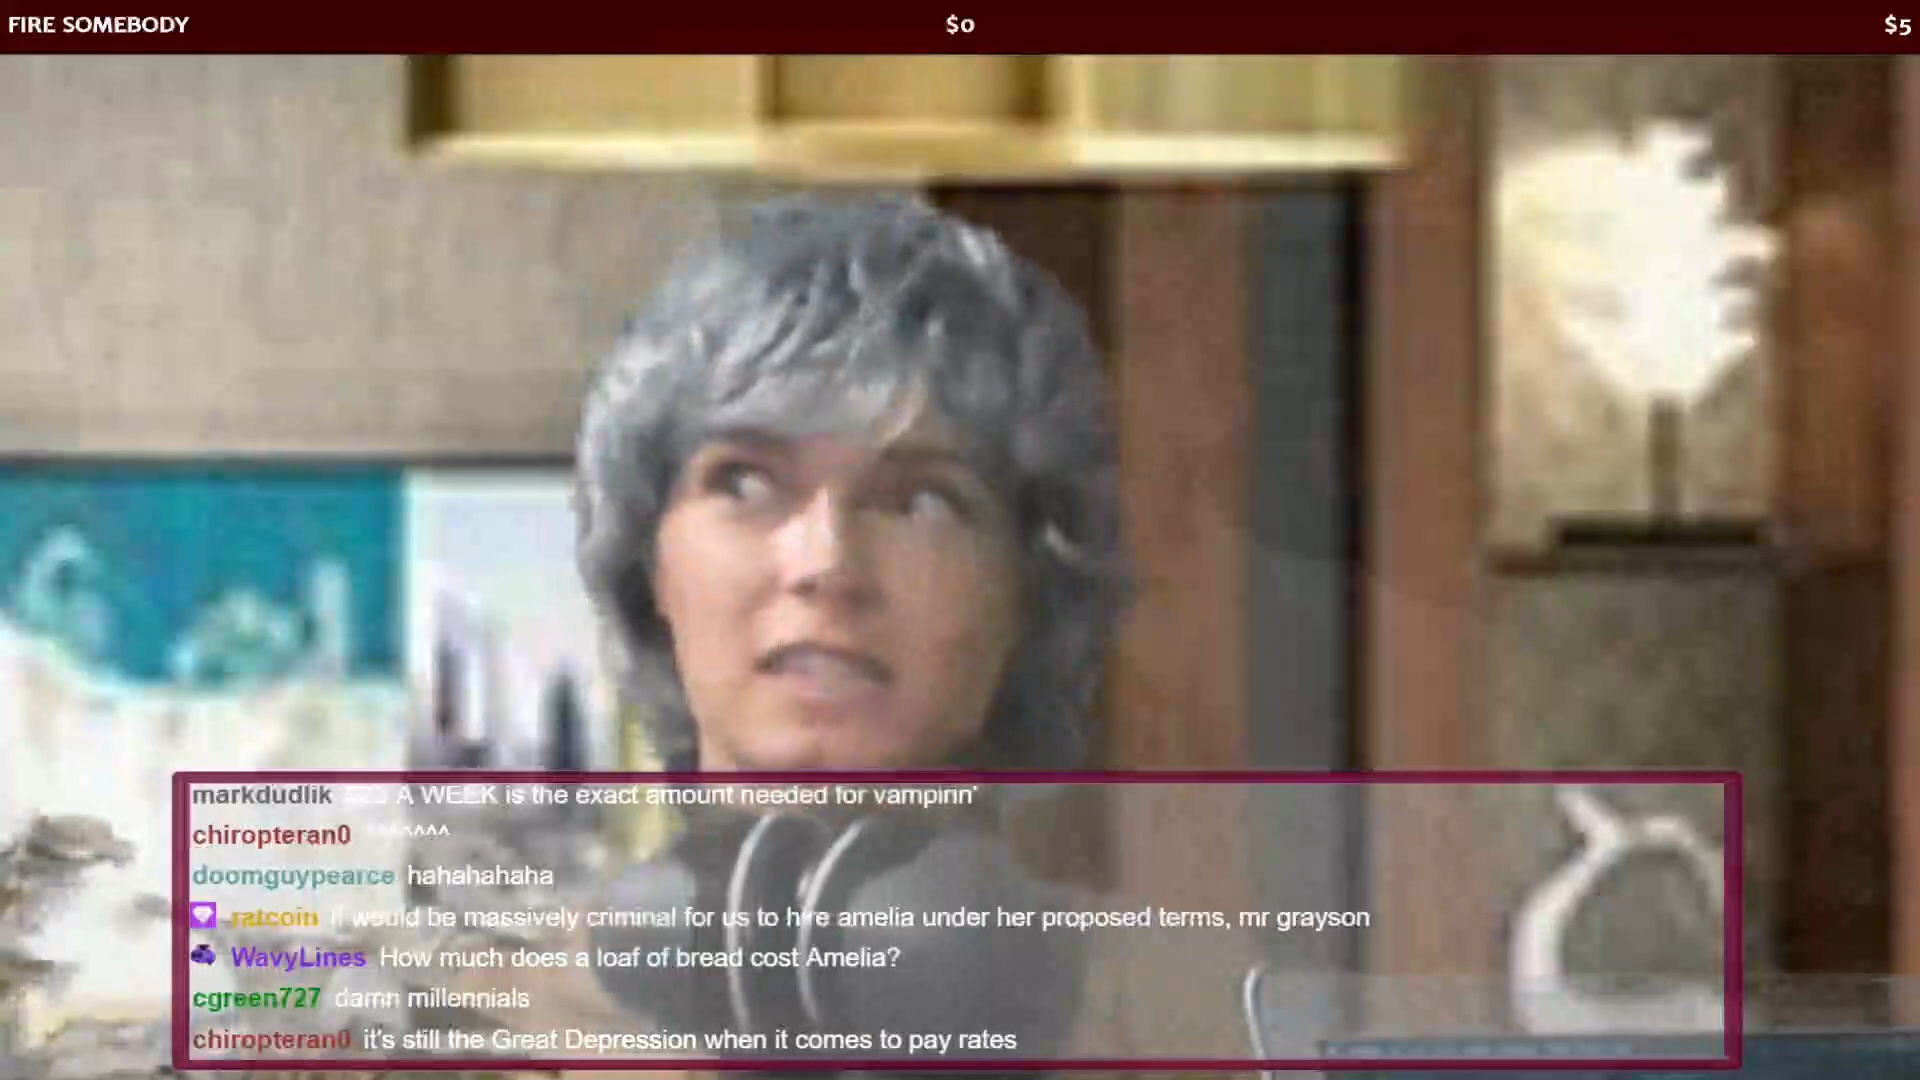 FIRE SOMEBODY $0 $5
markdudlik A WEEK is the exact amount needed for vampirin'
chiropteran0 ^^^^^^^
doomguypearce hahahahaha
ratcoin it would be massively criminal for us to hire amelia under her proposed terms, mr grayson
WavyLines How much does a loaf of bread cost Amelia?
cgreen727 damn millennials
chiropteran0 it's still the Great Depression when it comes to pay rates